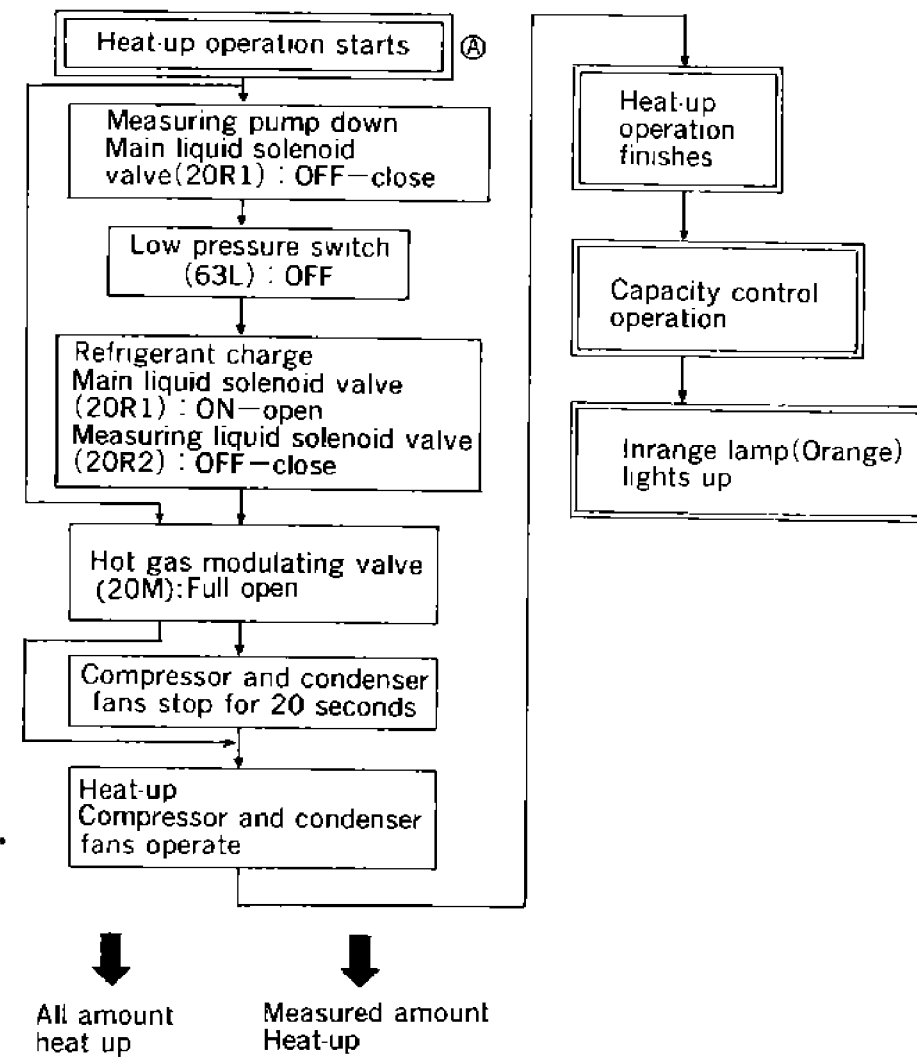 Heat-up operation starts Ⓐ
Measuring pump down
Main liquid solenoid
valve(20R1) : OFF—close
Low pressure switch
(63L) : OFF
Refrigerant charge
Main liquid solenoid valve
(20R1) : ON—open
Measuring liquid solenoid valve
(20R2) : OFF—close
Hot gas modulating valve
(20M):Full open
Compressor and condenser
fans stop for 20 seconds
Heat-up
Compressor and condenser
fans operate
All amount
heat up
Measured amount
Heat-up
Heat-up
operation
finishes
Capacity control
operation
Inrange lamp(Orange)
lights up